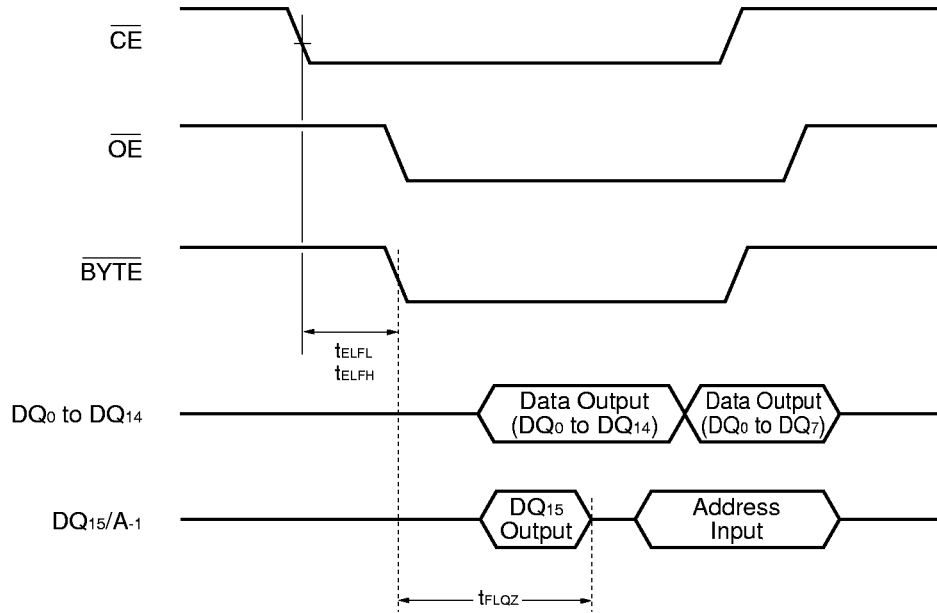 CE
OE
BYTE
tELFL
tELFH
DQ0 to DQ14
Data Output
(DQ0 to DQ14)
Data Output
(DQ0 to DQ7)
DQ15/A-1
DQ15
Output
Address
Input
tFLQZ